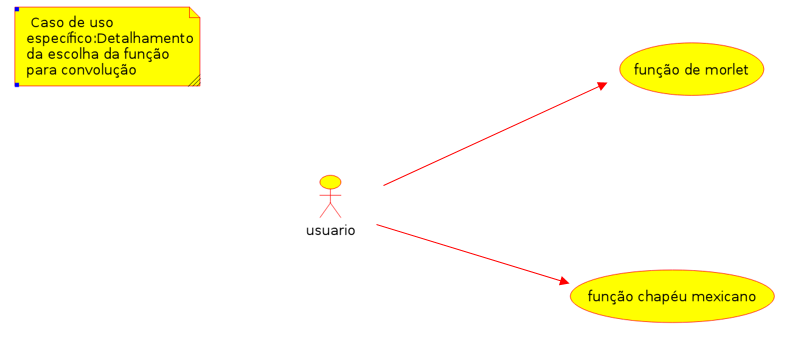 Caso de uso
específico:Detalhamento
da escolha da função
para convolução
função de morlet
usuario
função chapéu mexicano